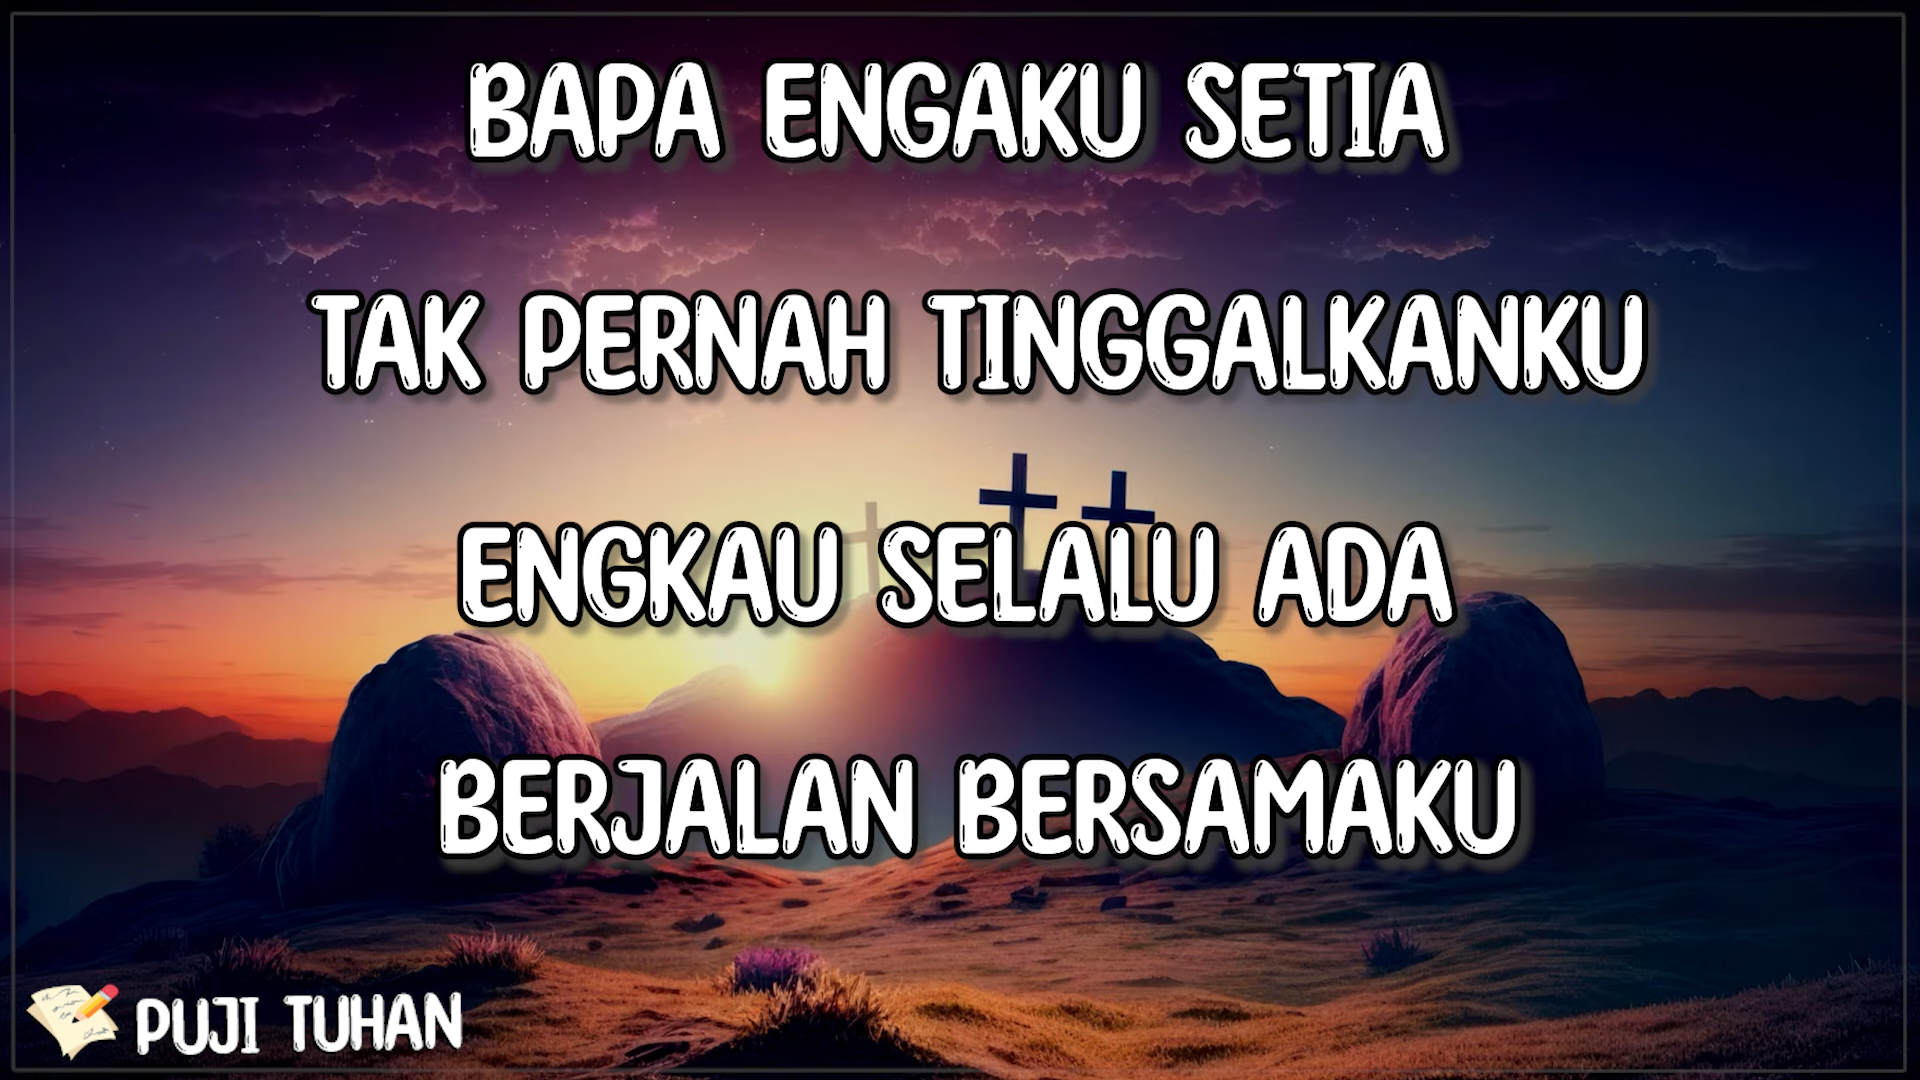 BAPA ENGAKU SETIA
TAK PERNAH TINGGALKANKU
ENGKAU SELALU ADA
BERJALAN BERSAMAKU
PUJI TUHAN